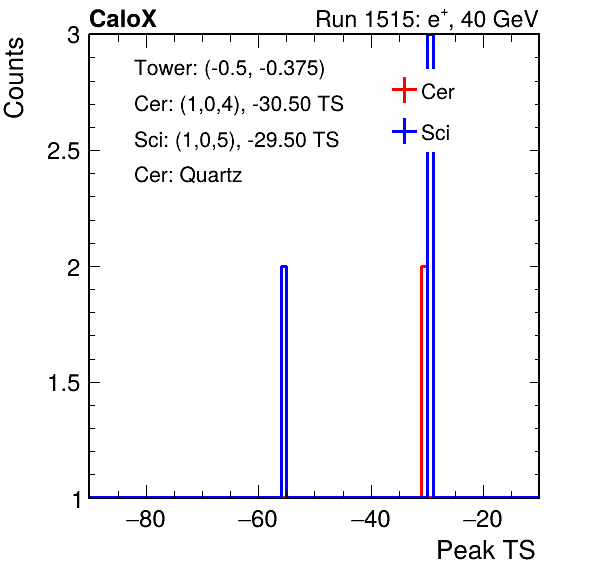 CaloX Run 1515: e⁺, 40 GeV
Counts
3
2.5
2
1.5
1
Tower: (-0.5, -0.375)
Cer: (1,0,4), -30.50 TS
Sci: (1,0,5), -29.50 TS
Cer: Quartz
Cer
Sci
−80 −60 −40 −20
Peak TS